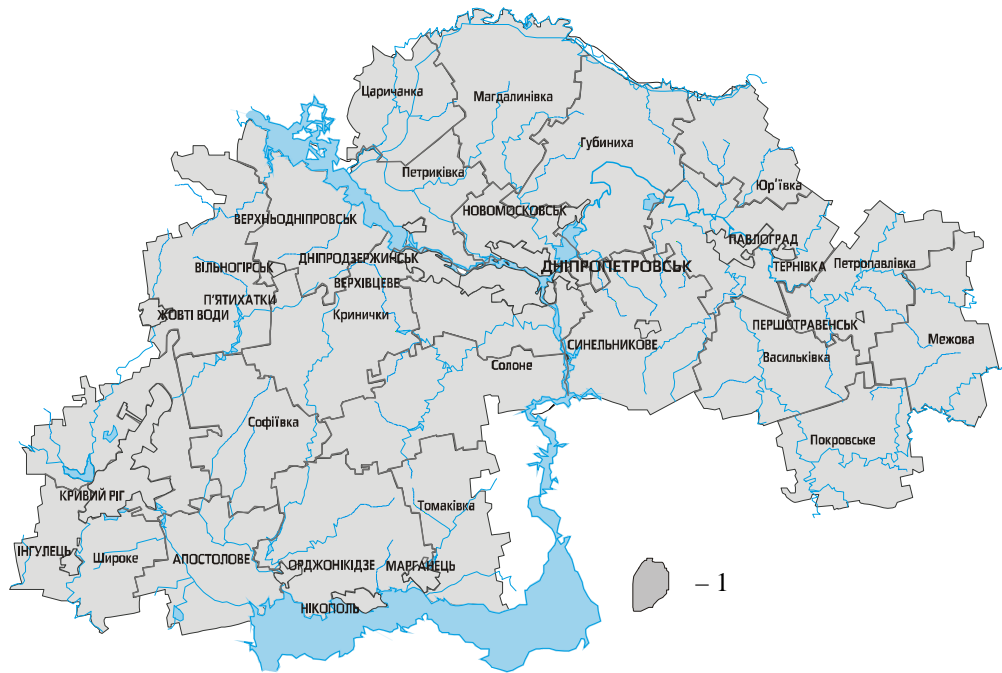 Царичанка
Магдалинівка
Губиниха
Петриківка
Юр'ївка
НОВОМОСКОВСЬК
ВЕРХНЬОДНІПРОВСЬК
ПАВЛОГРАД
ДНІПРОДЗЕРЖИНСЬК
ДНІПРОПЕТРОВСЬК
ТЕРНІВКА
Петропавлівка
ВІЛЬНОГІРСЬК
ВЕРХІВЦЕВЕ
П'ЯТИХАТКИ
ЖОВТІ ВОДИ
Кринички
ПЕРШОТРАВЕНСЬК
Межова
СИНЕЛЬНИКОВЕ
Васильківка
Солоне
Софіївка
Покровське
КРИВИЙ РІГ
Томаківка
ІНГУЛЕЦЬ
Широке
АПОСТОЛОВЕ
ОРДЖОНІКІДЗЕ
МАРГАНЕЦЬ
НІКОПОЛЬ
– 1